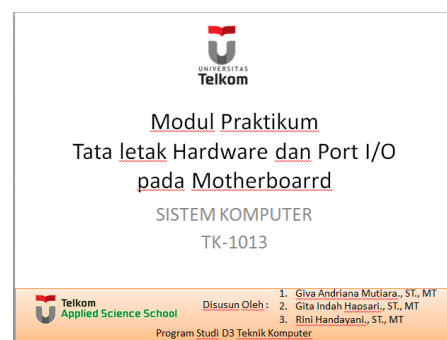 UNIVERSITAS
Telkom
Modul Praktikum
Tata letak Hardware dan Port I/O
pada Motherboarrd
SISTEM KOMPUTER
TK-1013
Telkom
Applied Science School
Disusun Oleh :
1. Giva Andriana Mutiara., ST., MT
2. Gita Indah Hapsari., ST., MT
3. Rini Handayani., ST., MT
Program Studi D3 Teknik Komputer